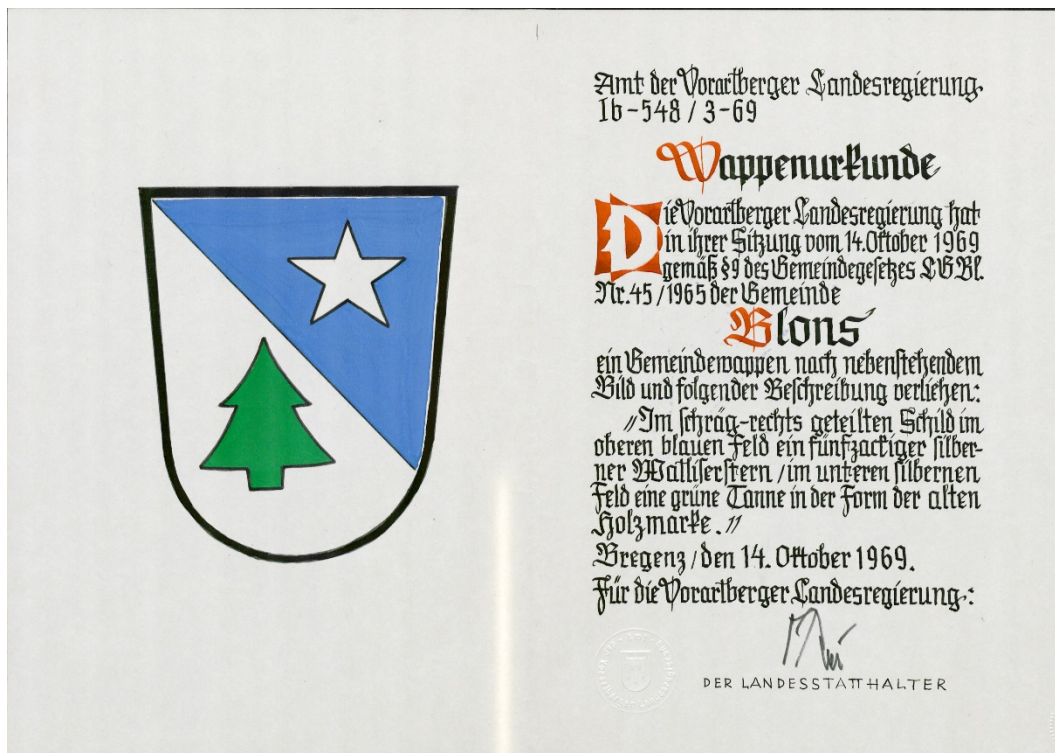 Amt der Vorarlberger Landesregierung
Ib-548/3-69
Wappenurkunde
Die Vorarlberger Landesregierung hat
in ihrer Sitzung vom 14. Oktober 1969
gemäß §9 des Gemeindegesetzes LGBl.
Nr. 45/1965 der Gemeinde
Blons
ein Gemeindewappen nach nebenstehendem
Bild und folgender Beschreibung verliehen:
"Im schräg-rechts geteilten Schild im
oberen blauen Feld ein fünfzackiger silber-
ner Walliserstern / im unteren silbernen
Feld eine grüne Tanne in der Form der alten
Holzmarke."
Bregenz / den 14. Oktober 1969.
Für die Vorarlberger Landesregierung:
DER LANDESSTATTHALTER